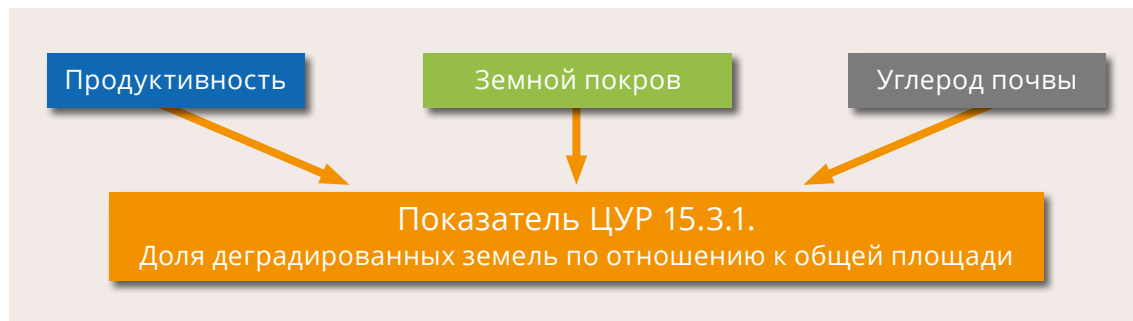 Продуктивность
Земной покров
Углерод почвы
Показатель ЦУР 15.3.1.
Доля деградированных земель по отношению к общей площади